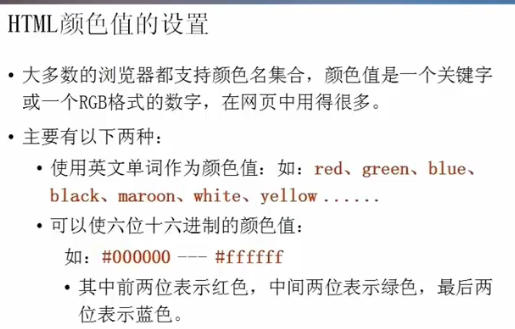 HTML颜色值的设置
• 大多数的浏览器都支持颜色名集合，颜色值是一个关键字
或一个RGB格式的数字，在网页中用得很多。
• 主要有以下两种：
• 使用英文单词作为颜色值：如：red、green、blue、
black、maroon、white、yellow......
• 可以使六位十六进制的颜色值：
如：#000000 --- #ffffff
• 其中前两位表示红色，中间两位表示绿色，最后两
位表示蓝色。